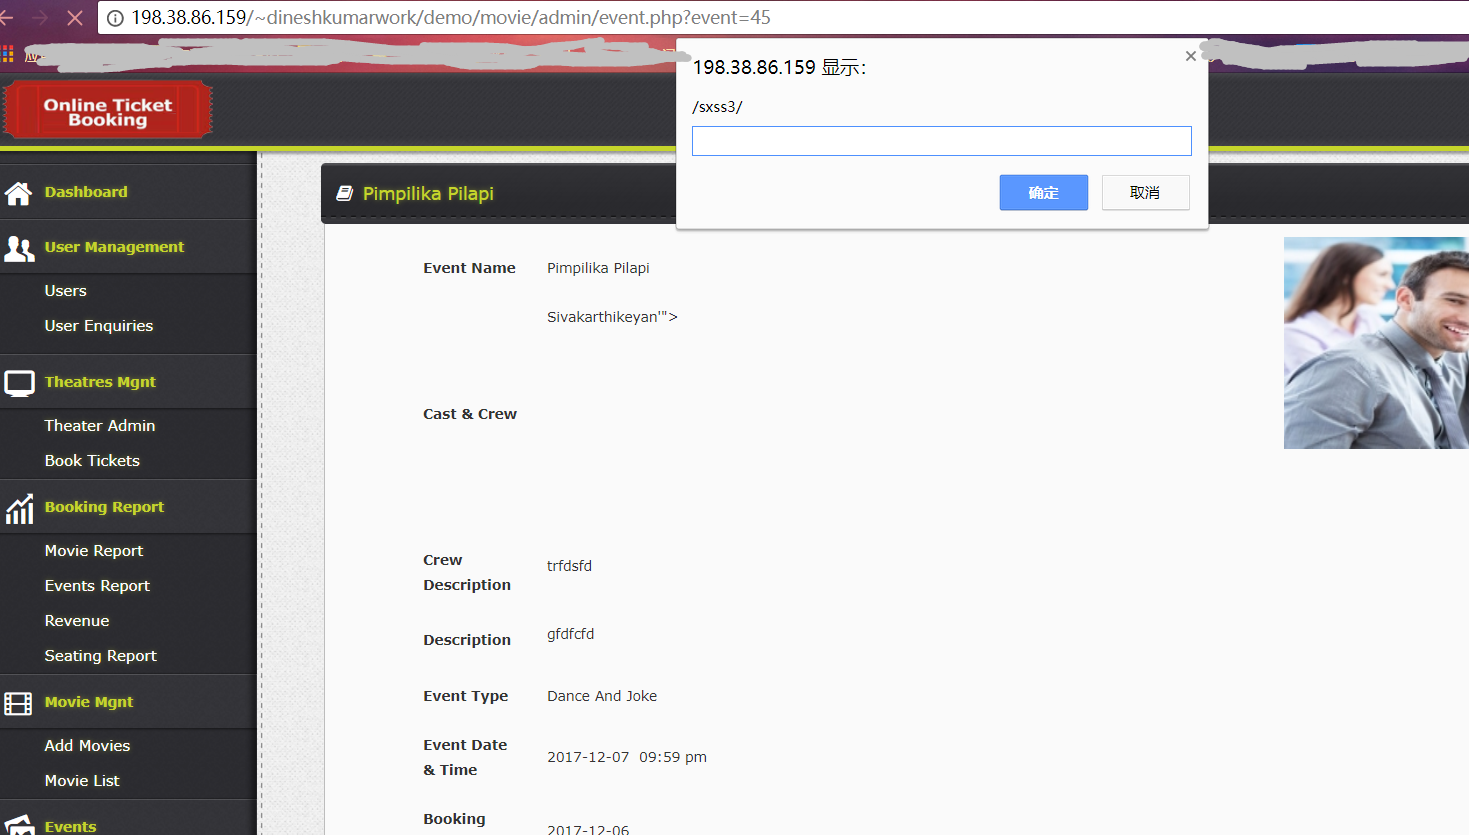 198.38.86.159/~dineshkumarwork/demo/movie/admin/event.php?event=45
198.38.86.159 显示：
/sxss3/
确定
取消
Online Ticket
Booking
Dashboard
User Management
Users
User Enquiries
Theatres Mgnt
Theater Admin
Book Tickets
Booking Report
Movie Report
Events Report
Revenue
Seating Report
Movie Mgnt
Add Movies
Movie List
Events
Pimpilika Pilapi
Event Name Pimpilika Pilapi
Sivakarthikeyan'">
Cast & Crew
Crew
Description
trfdsfd
Description
gfdfcfd
Event Type Dance And Joke
Event Date
& Time
2017-12-07 09:59 pm
Booking
2017-12-06